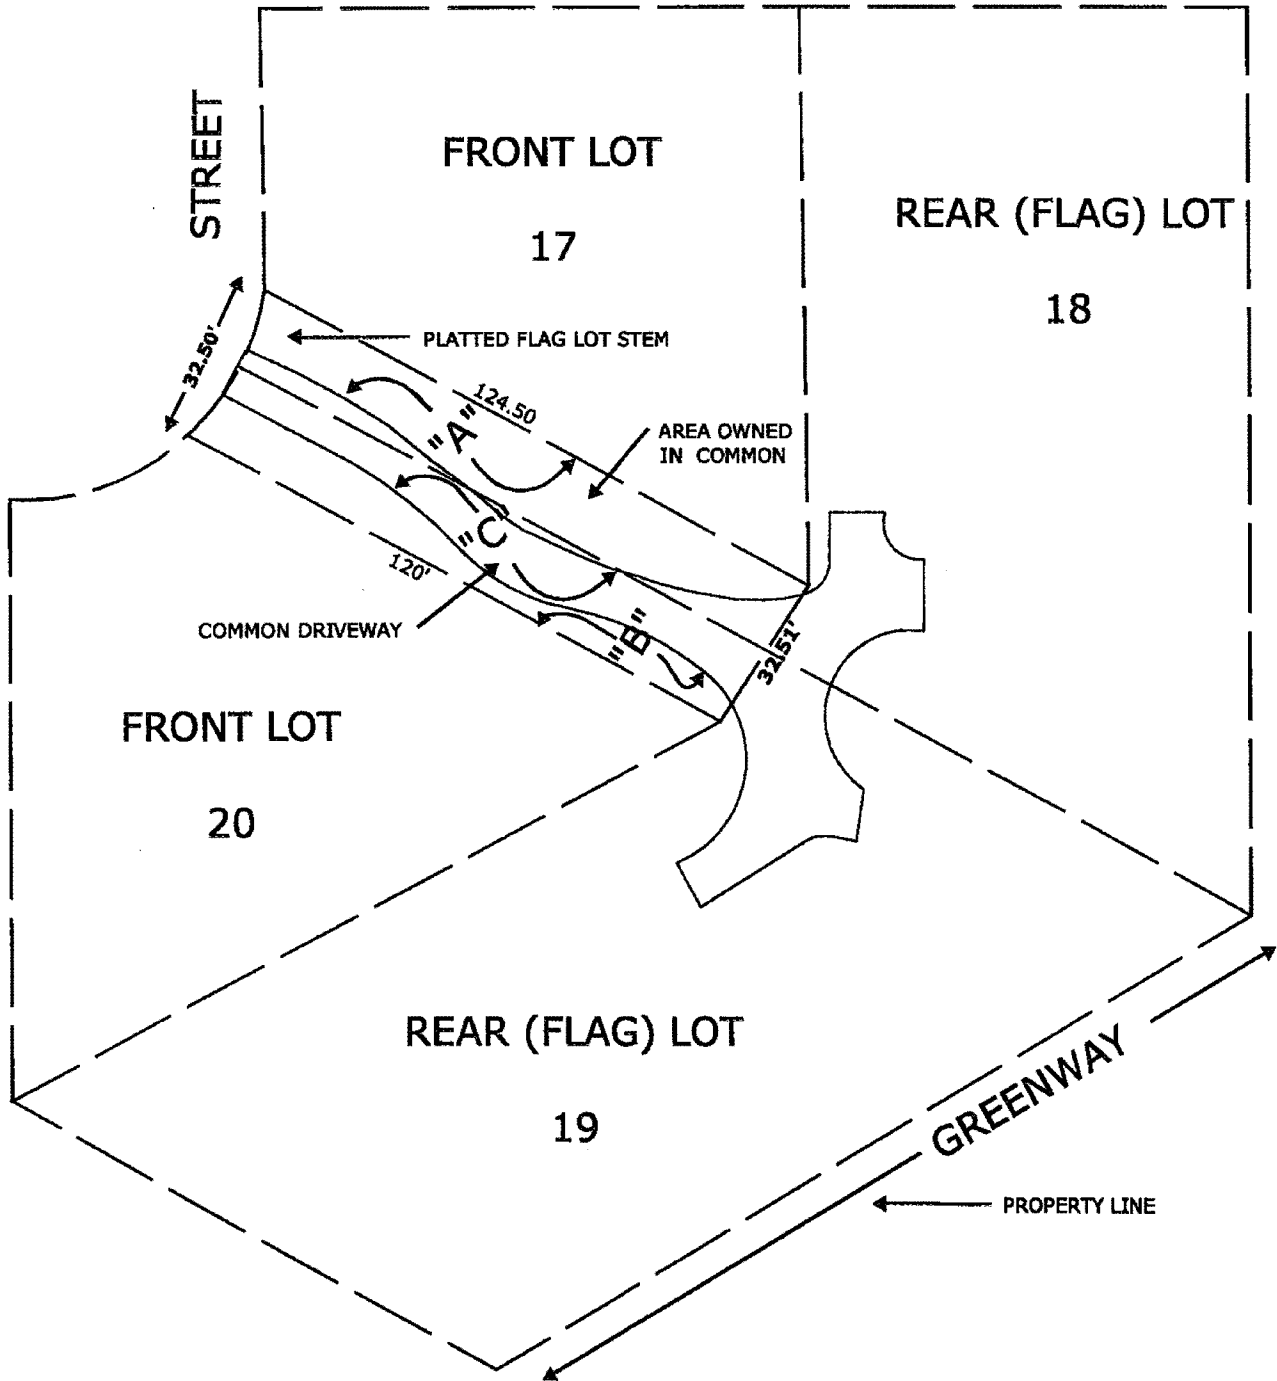 STREET
FRONT LOT
17
REAR (FLAG) LOT
18
32.50'
PLATTED FLAG LOT STEM
124.50
"A"
AREA OWNED
IN COMMON
"C"
120'
COMMON DRIVEWAY
"B"
32.51'
FRONT LOT
20
REAR (FLAG) LOT
19
GREENWAY
PROPERTY LINE